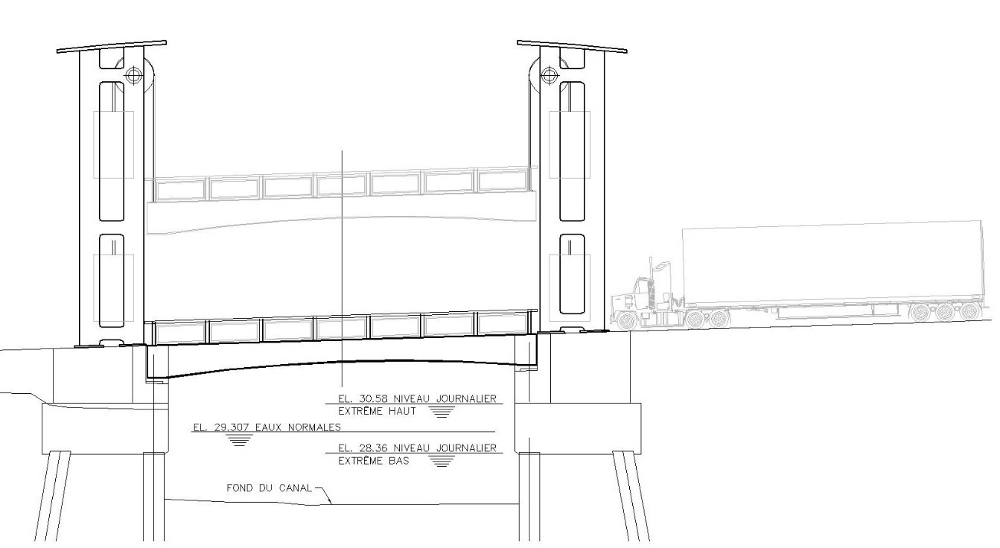 EL. 30.58 NIVEAU JOURNALIER
EXTRÊME HAUT
EL. 29.307 EAUX NORMALES
EL. 28.36 NIVEAU JOURNALIER
EXTRÊME BAS
FOND DU CANAL